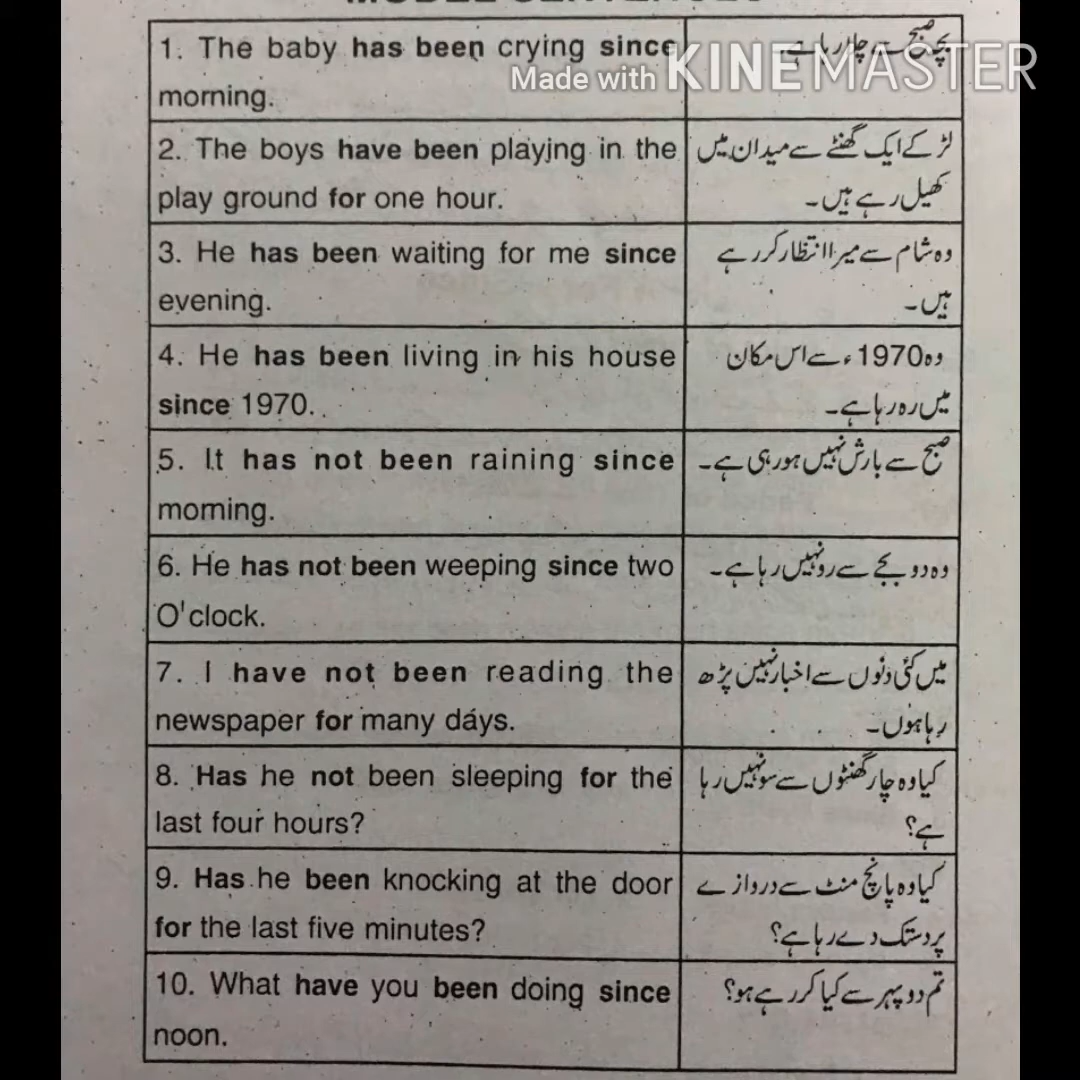 1. The baby has been crying since
morning.
بچہ صبح سے چلا رہا ہے۔
Made with KINEMASTER
2. The boys have been playing in the
play ground for one hour.
لڑکے ایک گھنٹے سے میدان میں
کھیل رہے ہیں۔
3. He has been waiting for me since
evening.
وہ شام سے میرا انتظار کر رہے
ہیں۔
4. He has been living in his house
since 1970.
وہ 1970ء سے اس مکان
میں رہ رہا ہے۔
5. It has not been raining since
morning.
صبح سے بارش نہیں ہو رہی ہے۔
6. He has not been weeping since two
O'clock.
وہ دو بجے سے رو نہیں رہا ہے۔
7. I have not been reading the
newspaper for many days.
میں کئی دنوں سے اخبار نہیں پڑھ
رہا ہوں۔
8. Has he not been sleeping for the
last four hours?
کیا وہ چار گھنٹوں سے سو نہیں رہا
ہے؟
9. Has he been knocking at the door
for the last five minutes?
کیا وہ پانچ منٹ سے دروازے
پر دستک دے رہا ہے؟
10. What have you been doing since
noon.
تم دوپہر سے کیا کر رہے ہو؟